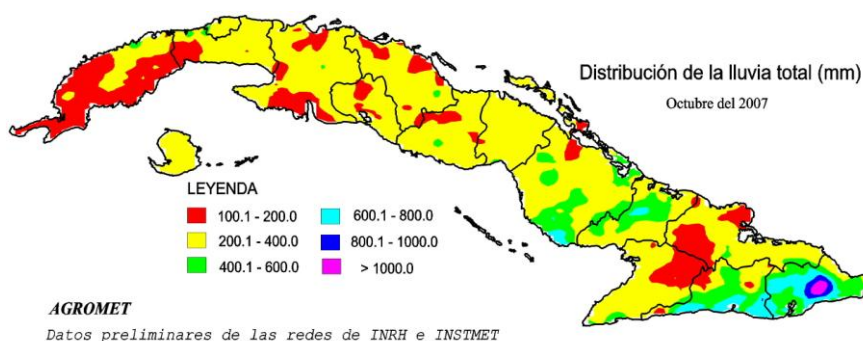 Distribución de la lluvia total (mm)
Octubre del 2007
LEYENDA
100.1 - 200.0
200.1 - 400.0
400.1 - 600.0
600.1 - 800.0
800.1 - 1000.0
> 1000.0
AGROMET
Datos preliminares de las redes de INRH e INSTMET